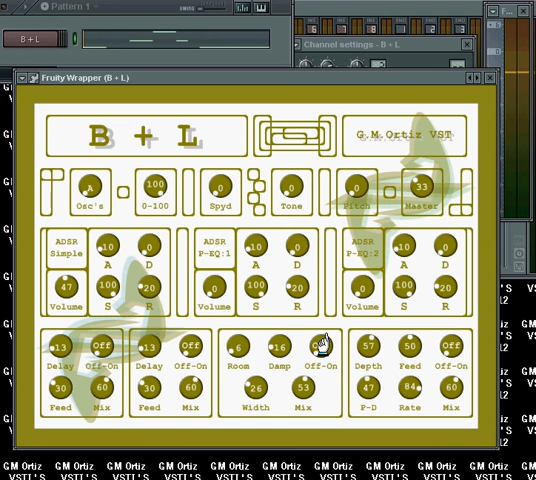 Pattern 1
SWING
B + L
Channel settings - B + L
Fruity Wrapper (B + L)
B + L
G.M.Ortiz VST
A 100 0 0 0 33
Osc's 0-100 Spyd Tone Pitch Master
ADSR Simple 10 0 ADSR P-EQ:1 10 0 ADSR P-EQ:2 10 0
A D A D A D
47 100 20 0 100 20 0 100 20
Volume S R Volume S R Volume S R
13 Off 13 Off 6 16 Off 57 50 Off
Delay Off-On Delay Off-On Room Damp Off-On Depth Feed Off-On
30 60 30 60 26 53 47 84 60
Feed Mix Feed Mix Width Mix P-D Rate Mix
GM Ortiz GM Ortiz GM Ortiz GM Ortiz GM Ortiz GM Ortiz GM Ortiz GM Ortiz GM Ortiz GM Ortiz
VSTI'S VSTI'S VSTI'S VSTI'S VSTI'S VSTI'S VSTI'S VSTI'S VSTI'S VSTI'S